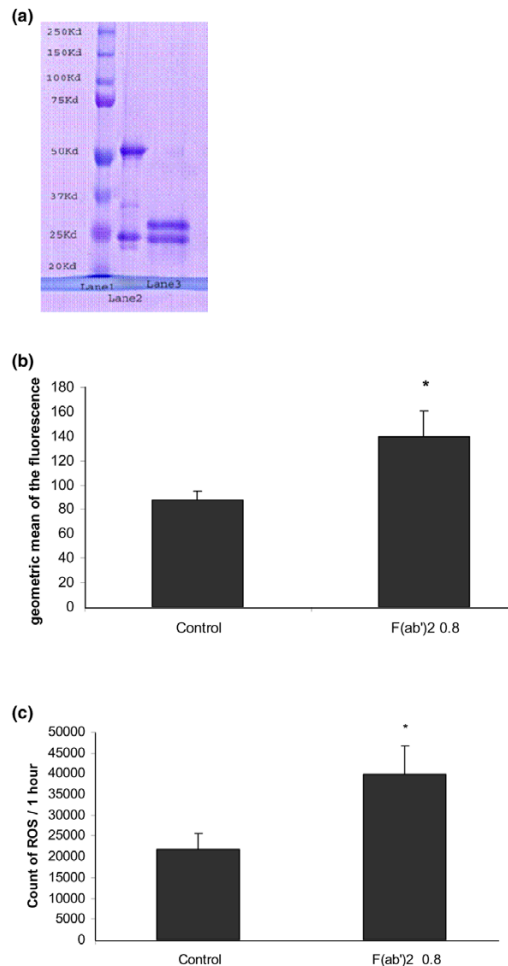 (a)
250Kd
150Kd
100Kd
75Kd
50Kd
37Kd
25Kd
20Kd
Lane1
Lane2
Lane3
(b)
geometric mean of the fluorescence
180
160
140
120
100
80
60
40
20
0
*
Control
F(ab')2 0.8
(c)
Count of ROS / 1 hour
50000
45000
40000
35000
30000
25000
20000
15000
10000
5000
0
*
Control
F(ab')2 0.8